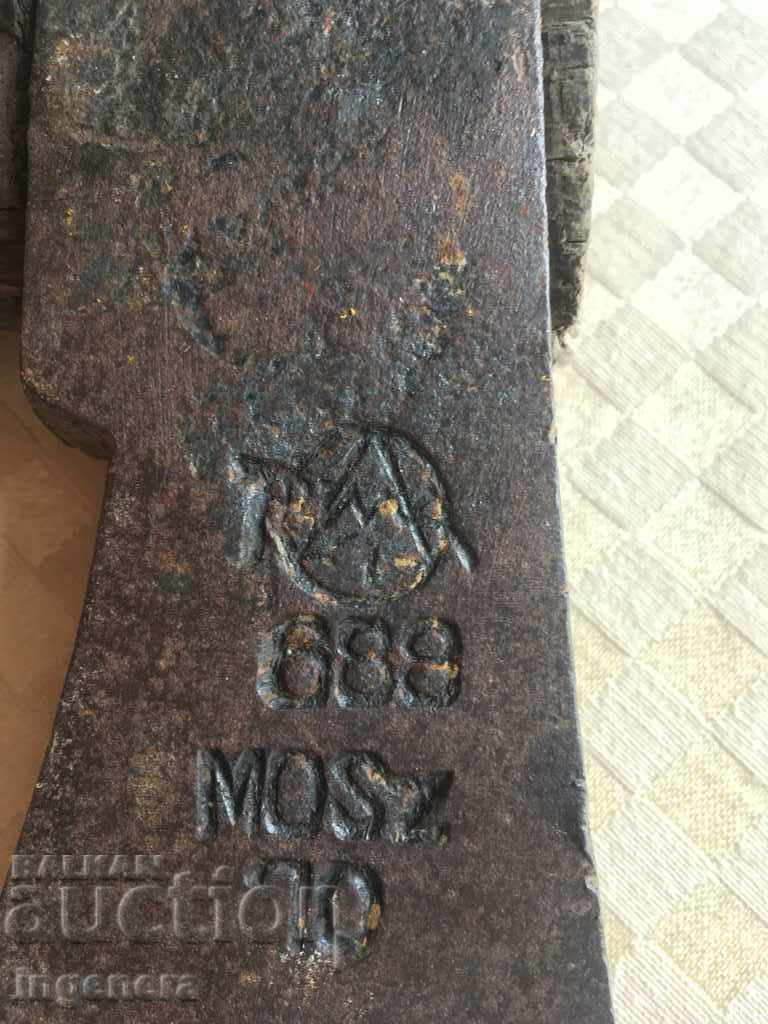 688
MOSz
BALKAN
auction
ingenera